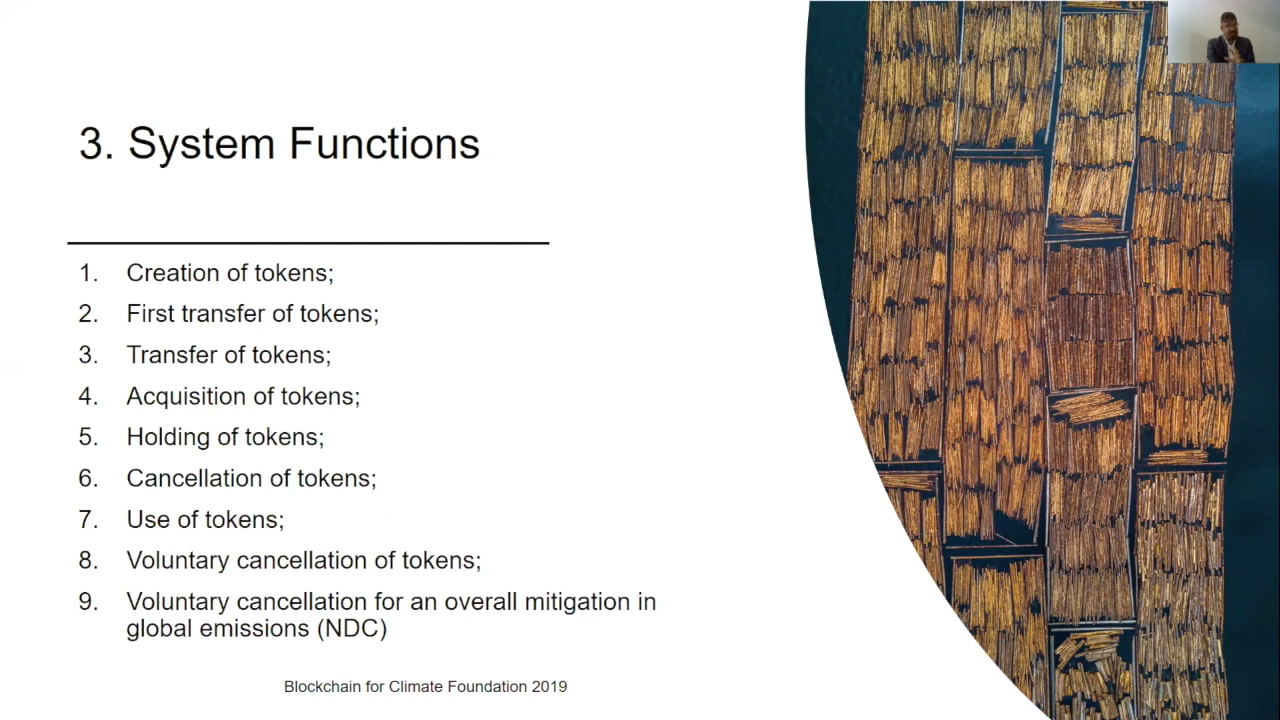 3. System Functions
1. Creation of tokens;
2. First transfer of tokens;
3. Transfer of tokens;
4. Acquisition of tokens;
5. Holding of tokens;
6. Cancellation of tokens;
7. Use of tokens;
8. Voluntary cancellation of tokens;
9. Voluntary cancellation for an overall mitigation in
global emissions (NDC)
Blockchain for Climate Foundation 2019